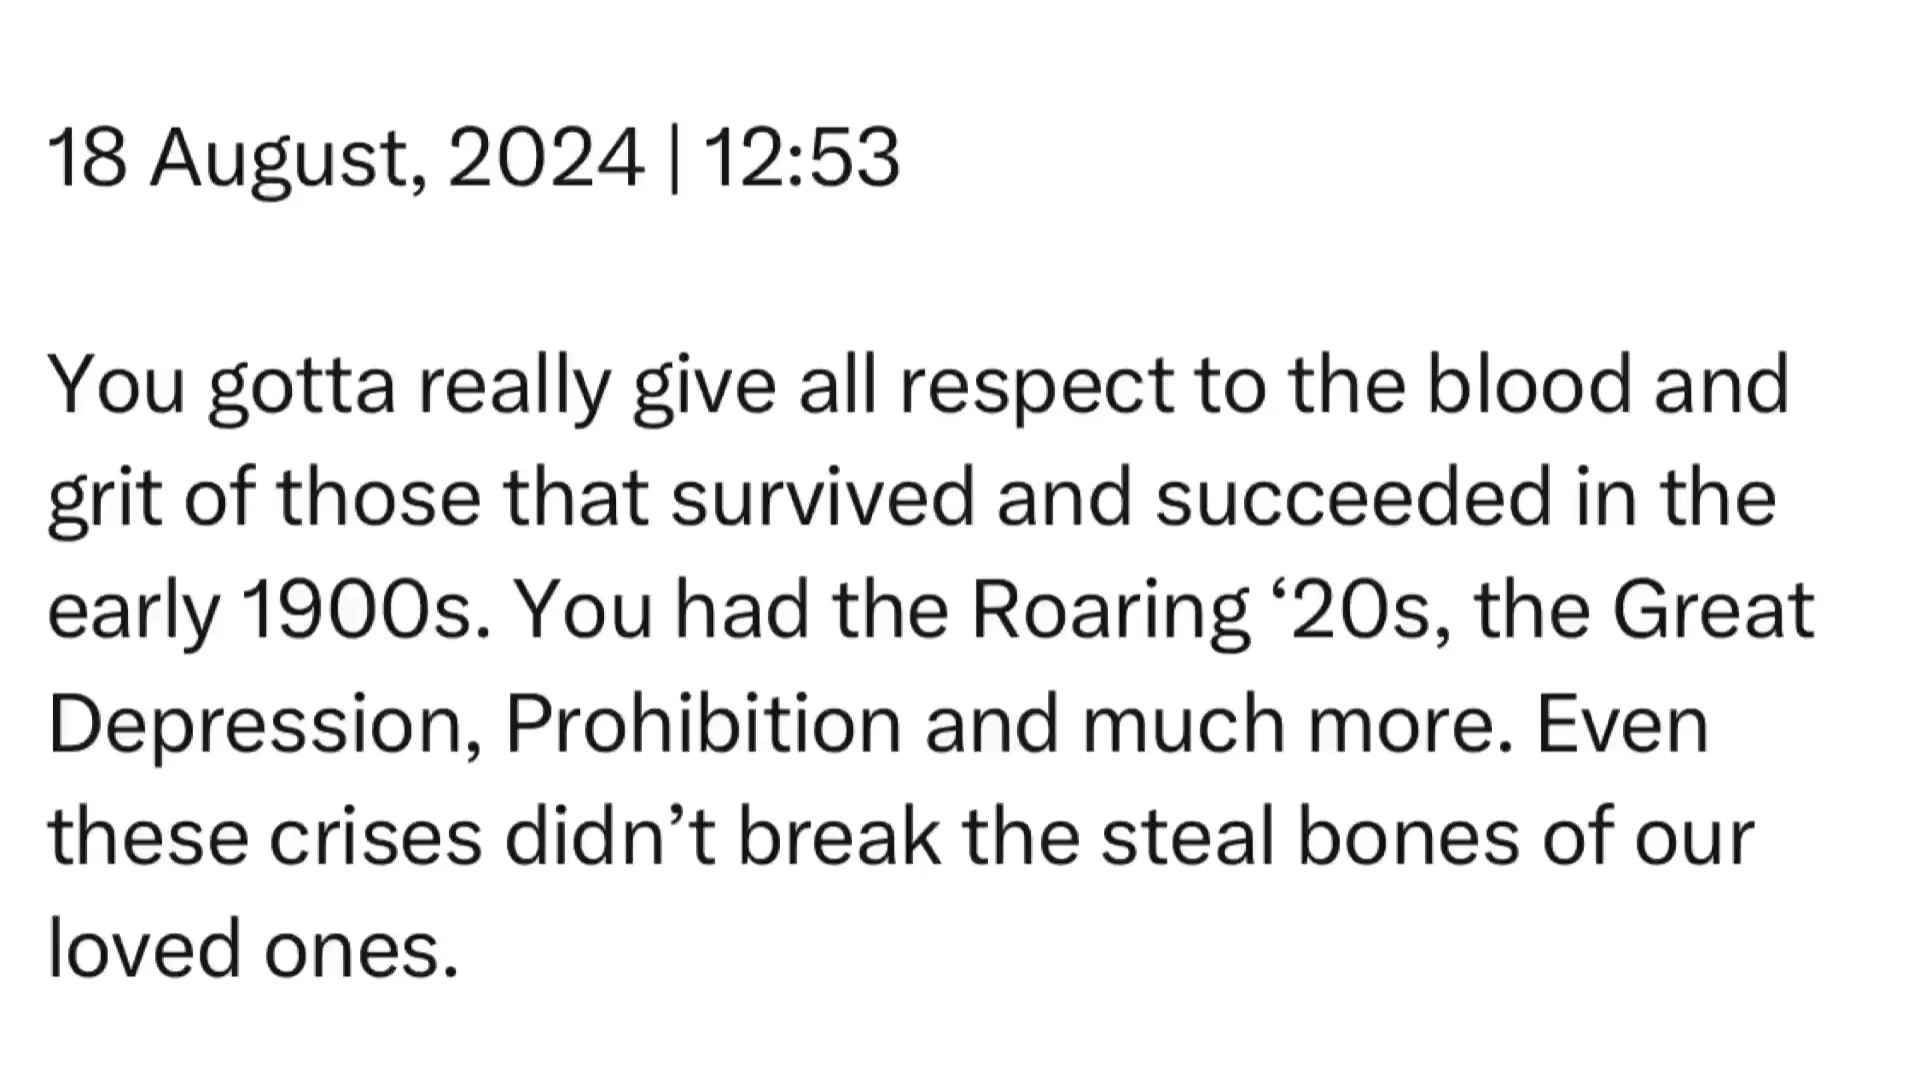 18 August, 2024 | 12:53
You gotta really give all respect to the blood and
grit of those that survived and succeeded in the
early 1900s. You had the Roaring ‘20s, the Great
Depression, Prohibition and much more. Even
these crises didn’t break the steal bones of our
loved ones.